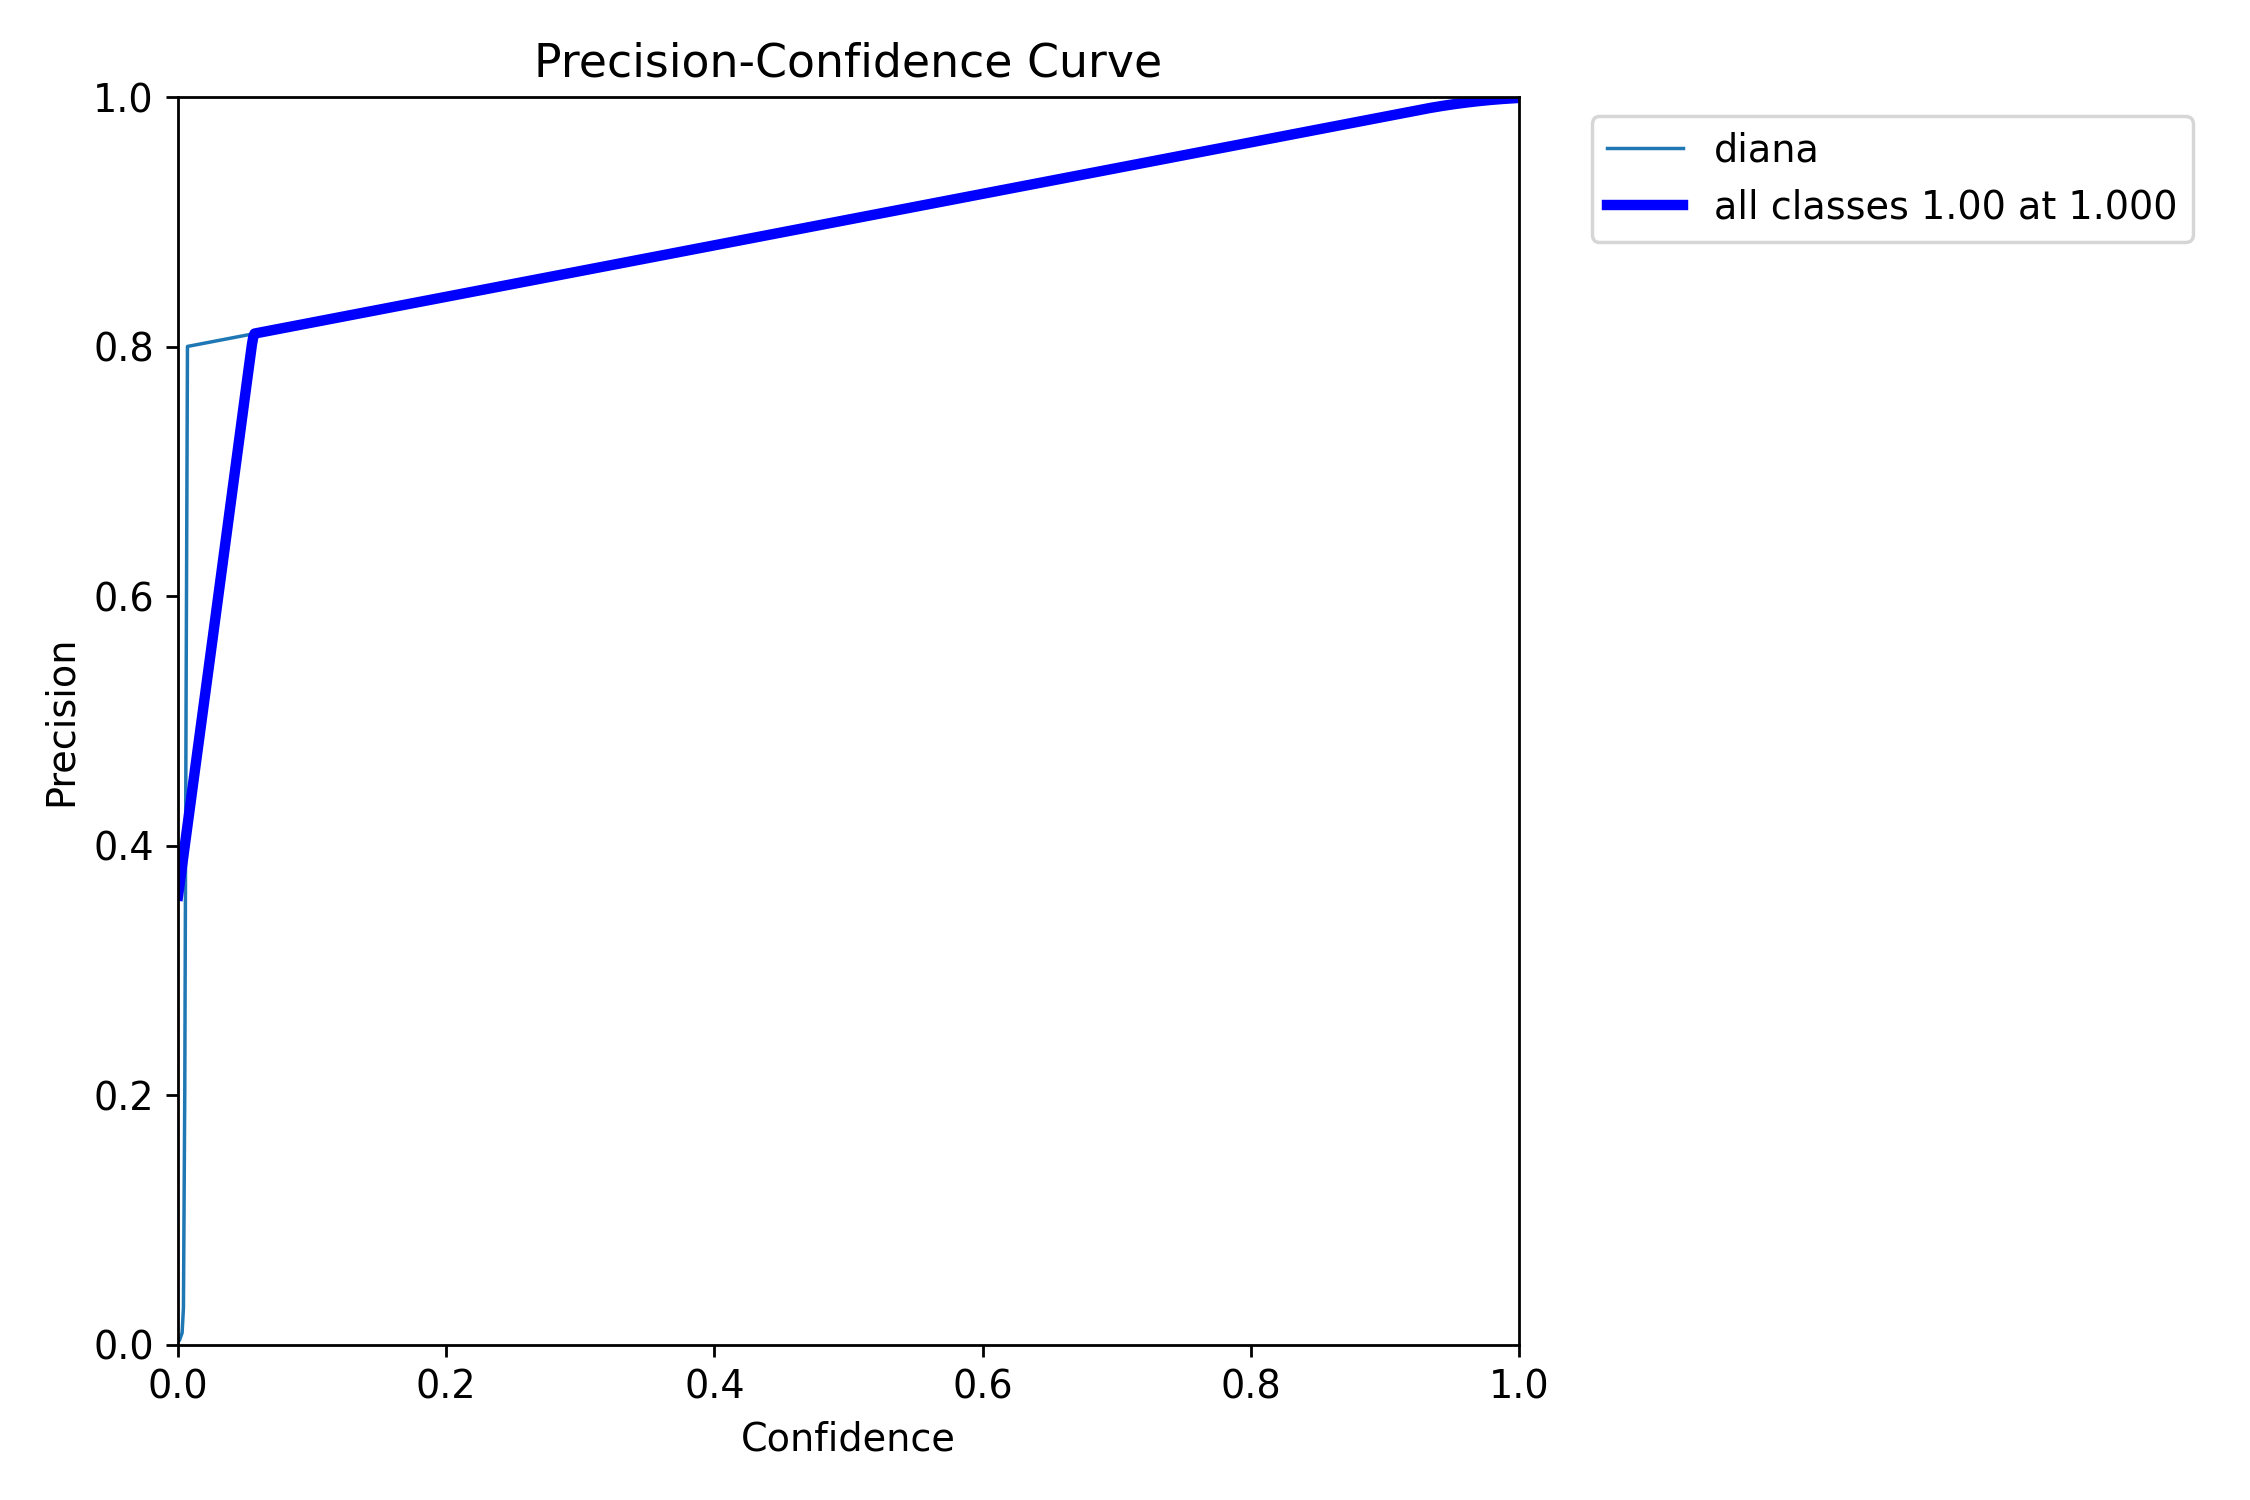 Precision-Confidence Curve
1.0
0.8
0.6
0.4
0.2
0.0
Precision
0.0 0.2 0.4 0.6 0.8 1.0
Confidence
diana
all classes 1.00 at 1.000